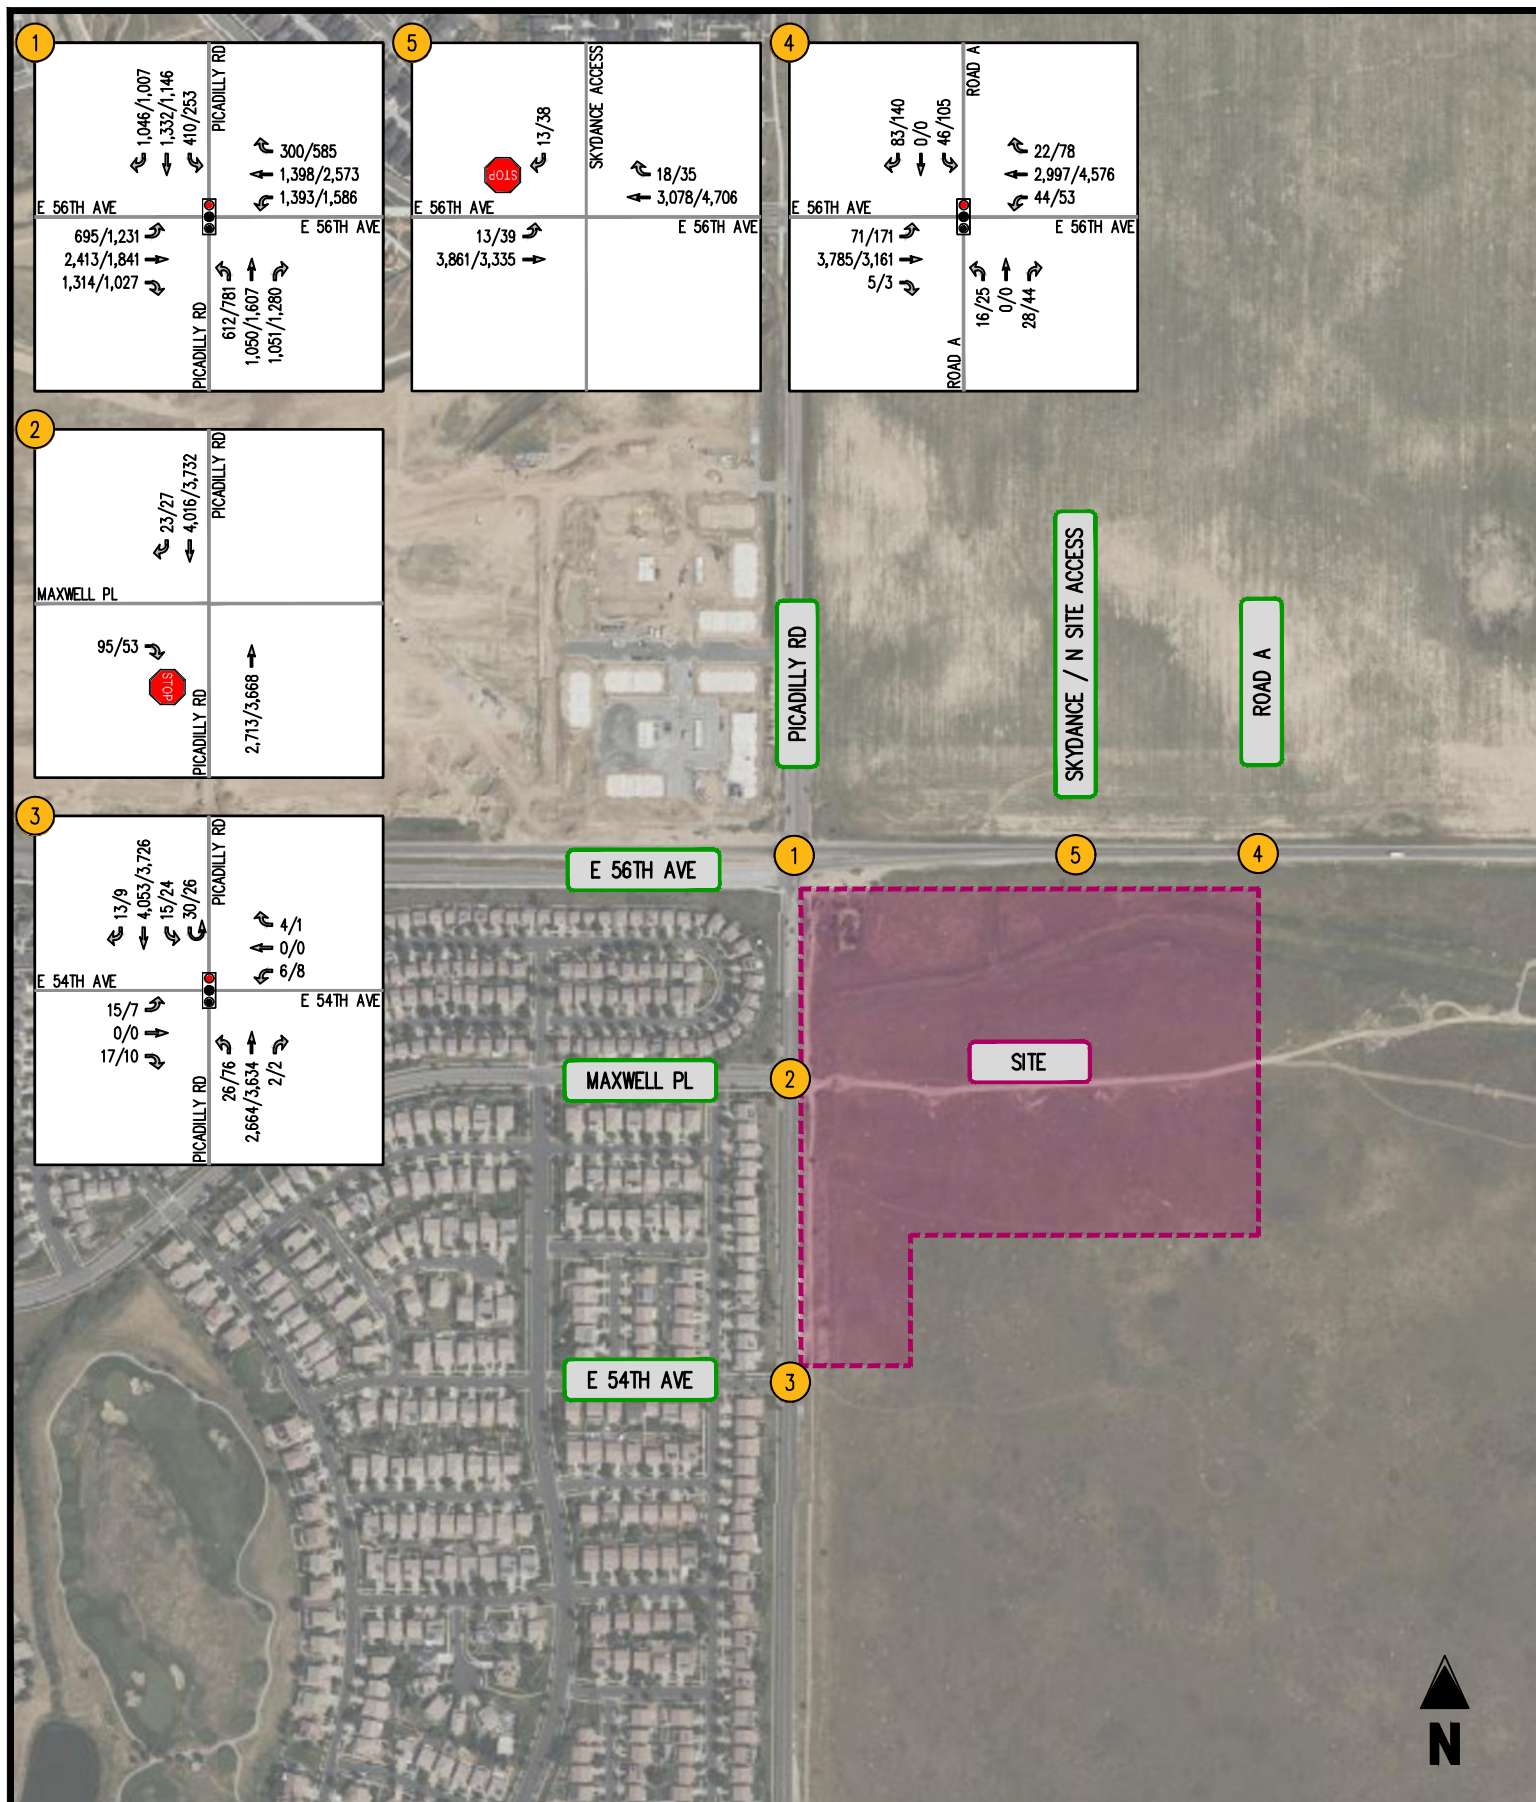 1
PICADILLY RD
1,046/1,007
1,332/1,146
410/253
300/585
1,398/2,573
1,393/1,586
E 56TH AVE
E 56TH AVE
695/1,231
2,413/1,841
1,314/1,027
612/781
1,050/1,607
1,051/1,280
PICADILLY RD
5
SKYDANCE ACCESS
13/38
STOP
18/35
3,078/4,706
E 56TH AVE
E 56TH AVE
13/39
3,861/3,335
4
ROAD A
83/140
0/0
46/105
22/78
2,997/4,576
44/53
E 56TH AVE
E 56TH AVE
71/171
3,785/3,161
5/3
16/25
0/0
28/44
ROAD A
2
PICADILLY RD
23/27
4,016/3,732
MAXWELL PL
95/53
STOP
2,713/3,668
PICADILLY RD
3
PICADILLY RD
13/9
4,053/3,726
15/24
30/26
4/1
0/0
6/8
E 54TH AVE
E 54TH AVE
15/7
0/0
17/10
26/76
2,664/3,634
2/2
PICADILLY RD
PICADILLY RD
SKYDANCE / N SITE ACCESS
ROAD A
E 56TH AVE
1
5
4
MAXWELL PL
2
SITE
E 54TH AVE
3
N